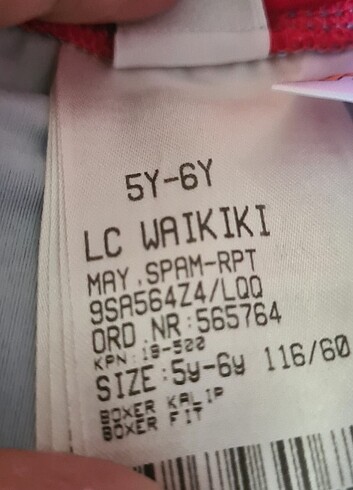 5Y-6Y
LC WAIKIKI
MAY.SPAM-RPT
9SA564Z4/LQQ
ORD.NR:565764
KPN:19-522
SIZE:5y-6y 116/60
BOXER KALIP
BOXER FIT